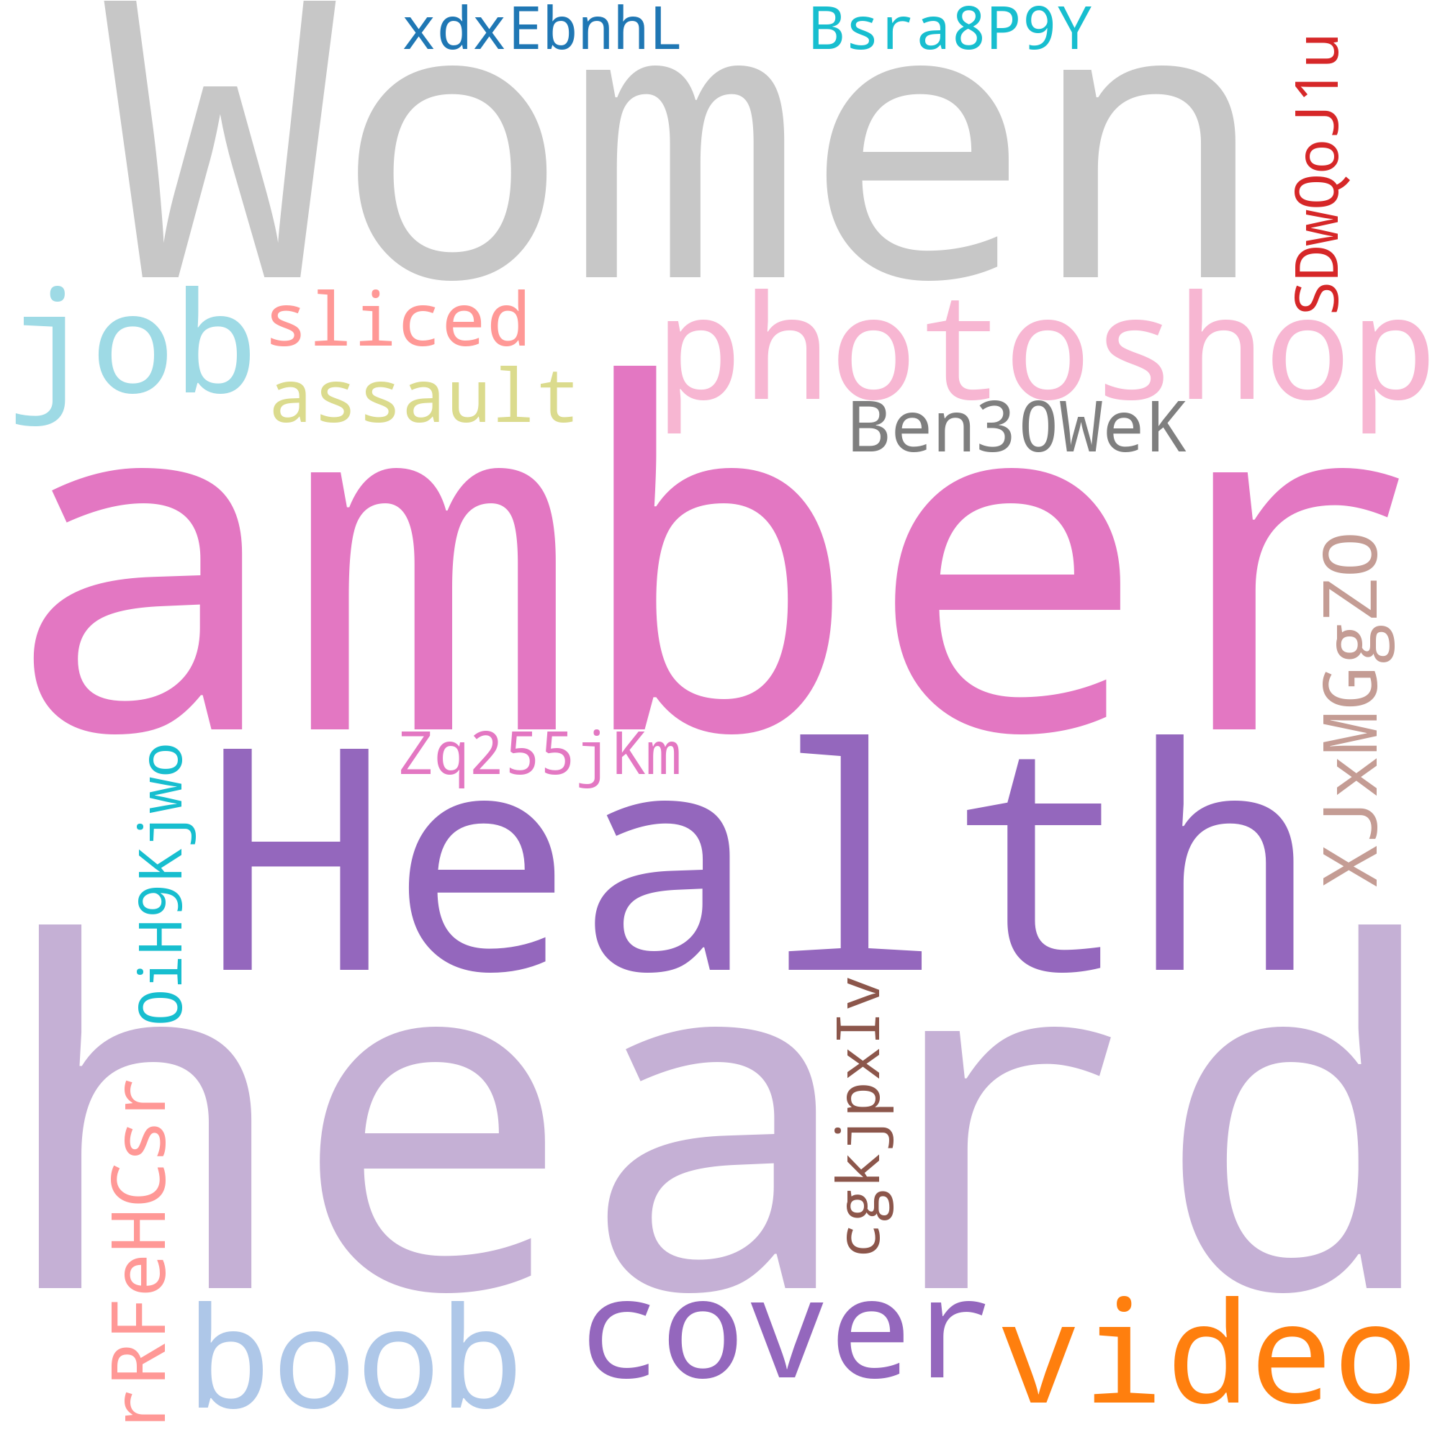 xdxEbnhL
Bsra8P9Y
Women
SDwQoJ1u
job
sliced
photoshop
assault
Ben30WeK
amber
XJxMGgZO
Zq255jKm
OiH9Kjwo
Health
heard
cgkjpxIv
rRFeHCsr
boob
cover
video